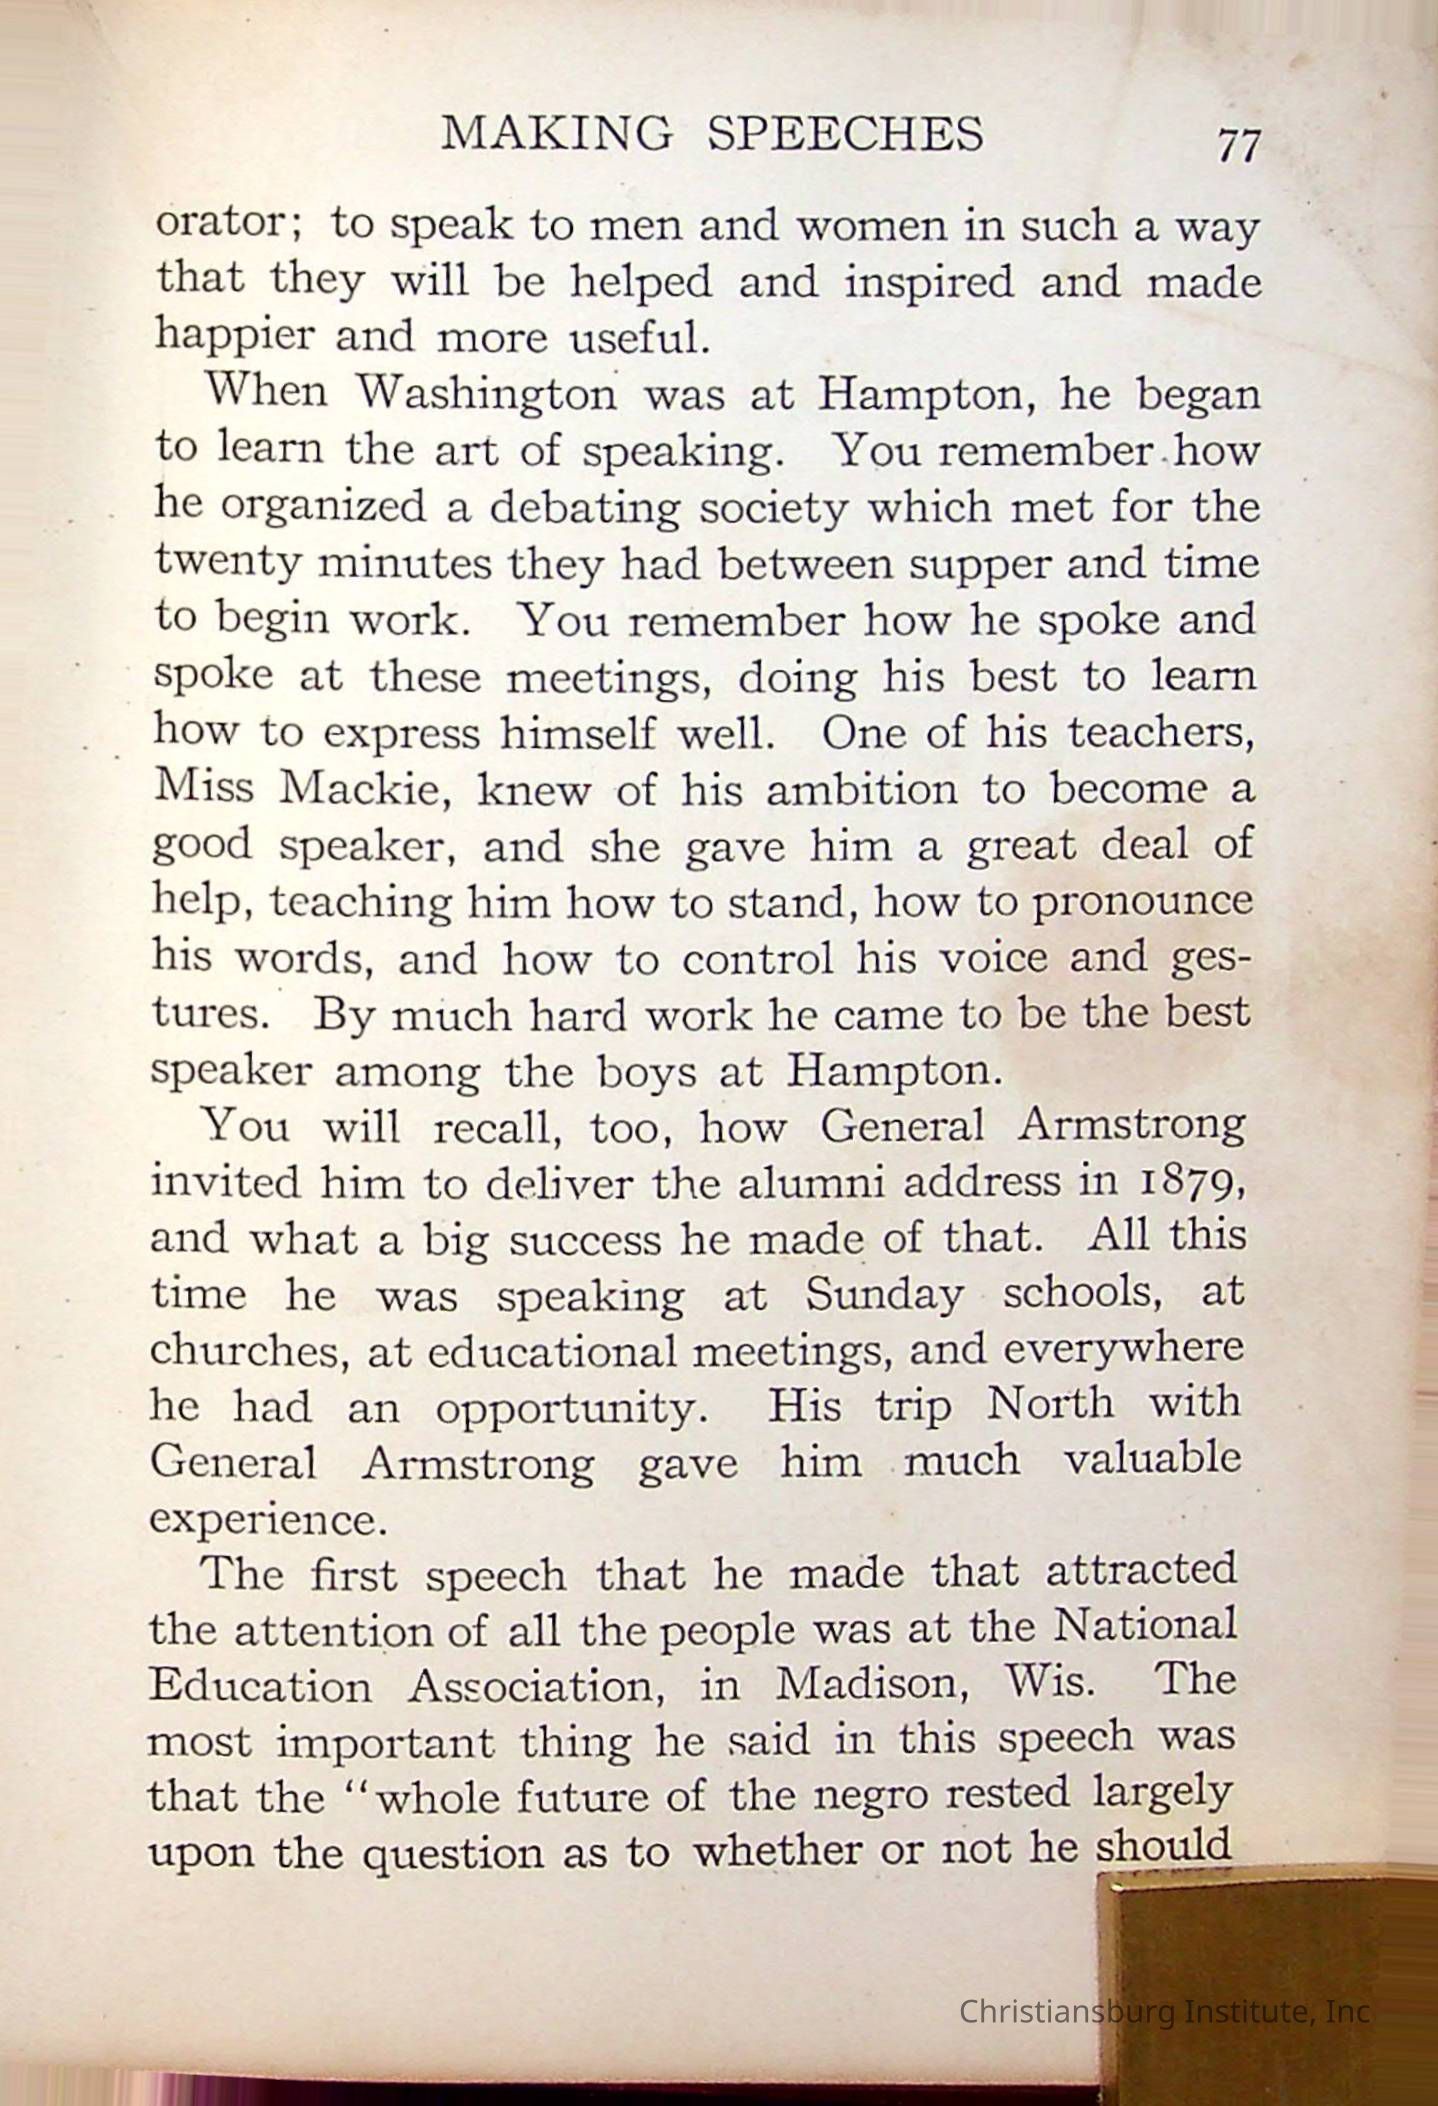 MAKING SPEECHES 77
orator; to speak to men and women in such a way
that they will be helped and inspired and made
happier and more useful.
When Washington was at Hampton, he began
to learn the art of speaking. You remember how
he organized a debating society which met for the
twenty minutes they had between supper and time
to begin work. You remember how he spoke and
spoke at these meetings, doing his best to learn
how to express himself well. One of his teachers,
Miss Mackie, knew of his ambition to become a
good speaker, and she gave him a great deal of
help, teaching him how to stand, how to pronounce
his words, and how to control his voice and ges-
tures. By much hard work he came to be the best
speaker among the boys at Hampton.
You will recall, too, how General Armstrong
invited him to deliver the alumni address in 1879,
and what a big success he made of that. All this
time he was speaking at Sunday schools, at
churches, at educational meetings, and everywhere
he had an opportunity. His trip North with
General Armstrong gave him much valuable
experience.
The first speech that he made that attracted
the attention of all the people was at the National
Education Association, in Madison, Wis. The
most important thing he said in this speech was
that the “whole future of the negro rested largely
upon the question as to whether or not he should
Christiansburg Institute, Inc